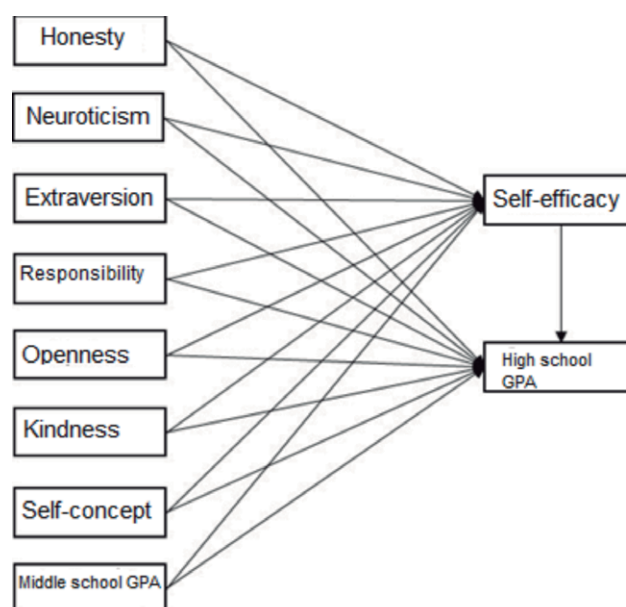 Honesty
Neuroticism
Extraversion
Self-efficacy
Responsibility
Openness
High school
GPA
Kindness
Self-concept
Middle school GPA